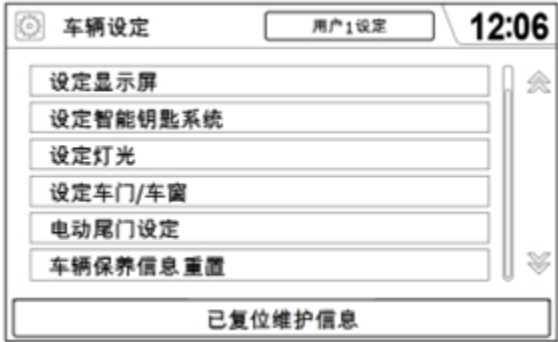 车辆设定 用户1设定 12:06
设定显示屏
设定智能钥匙系统
设定灯光
设定车门/车窗
电动尾门设定
车辆保养信息重置
已复位维护信息